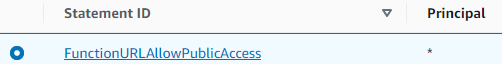 Statement ID Principal
FunctionURLAllowPublicAccess *